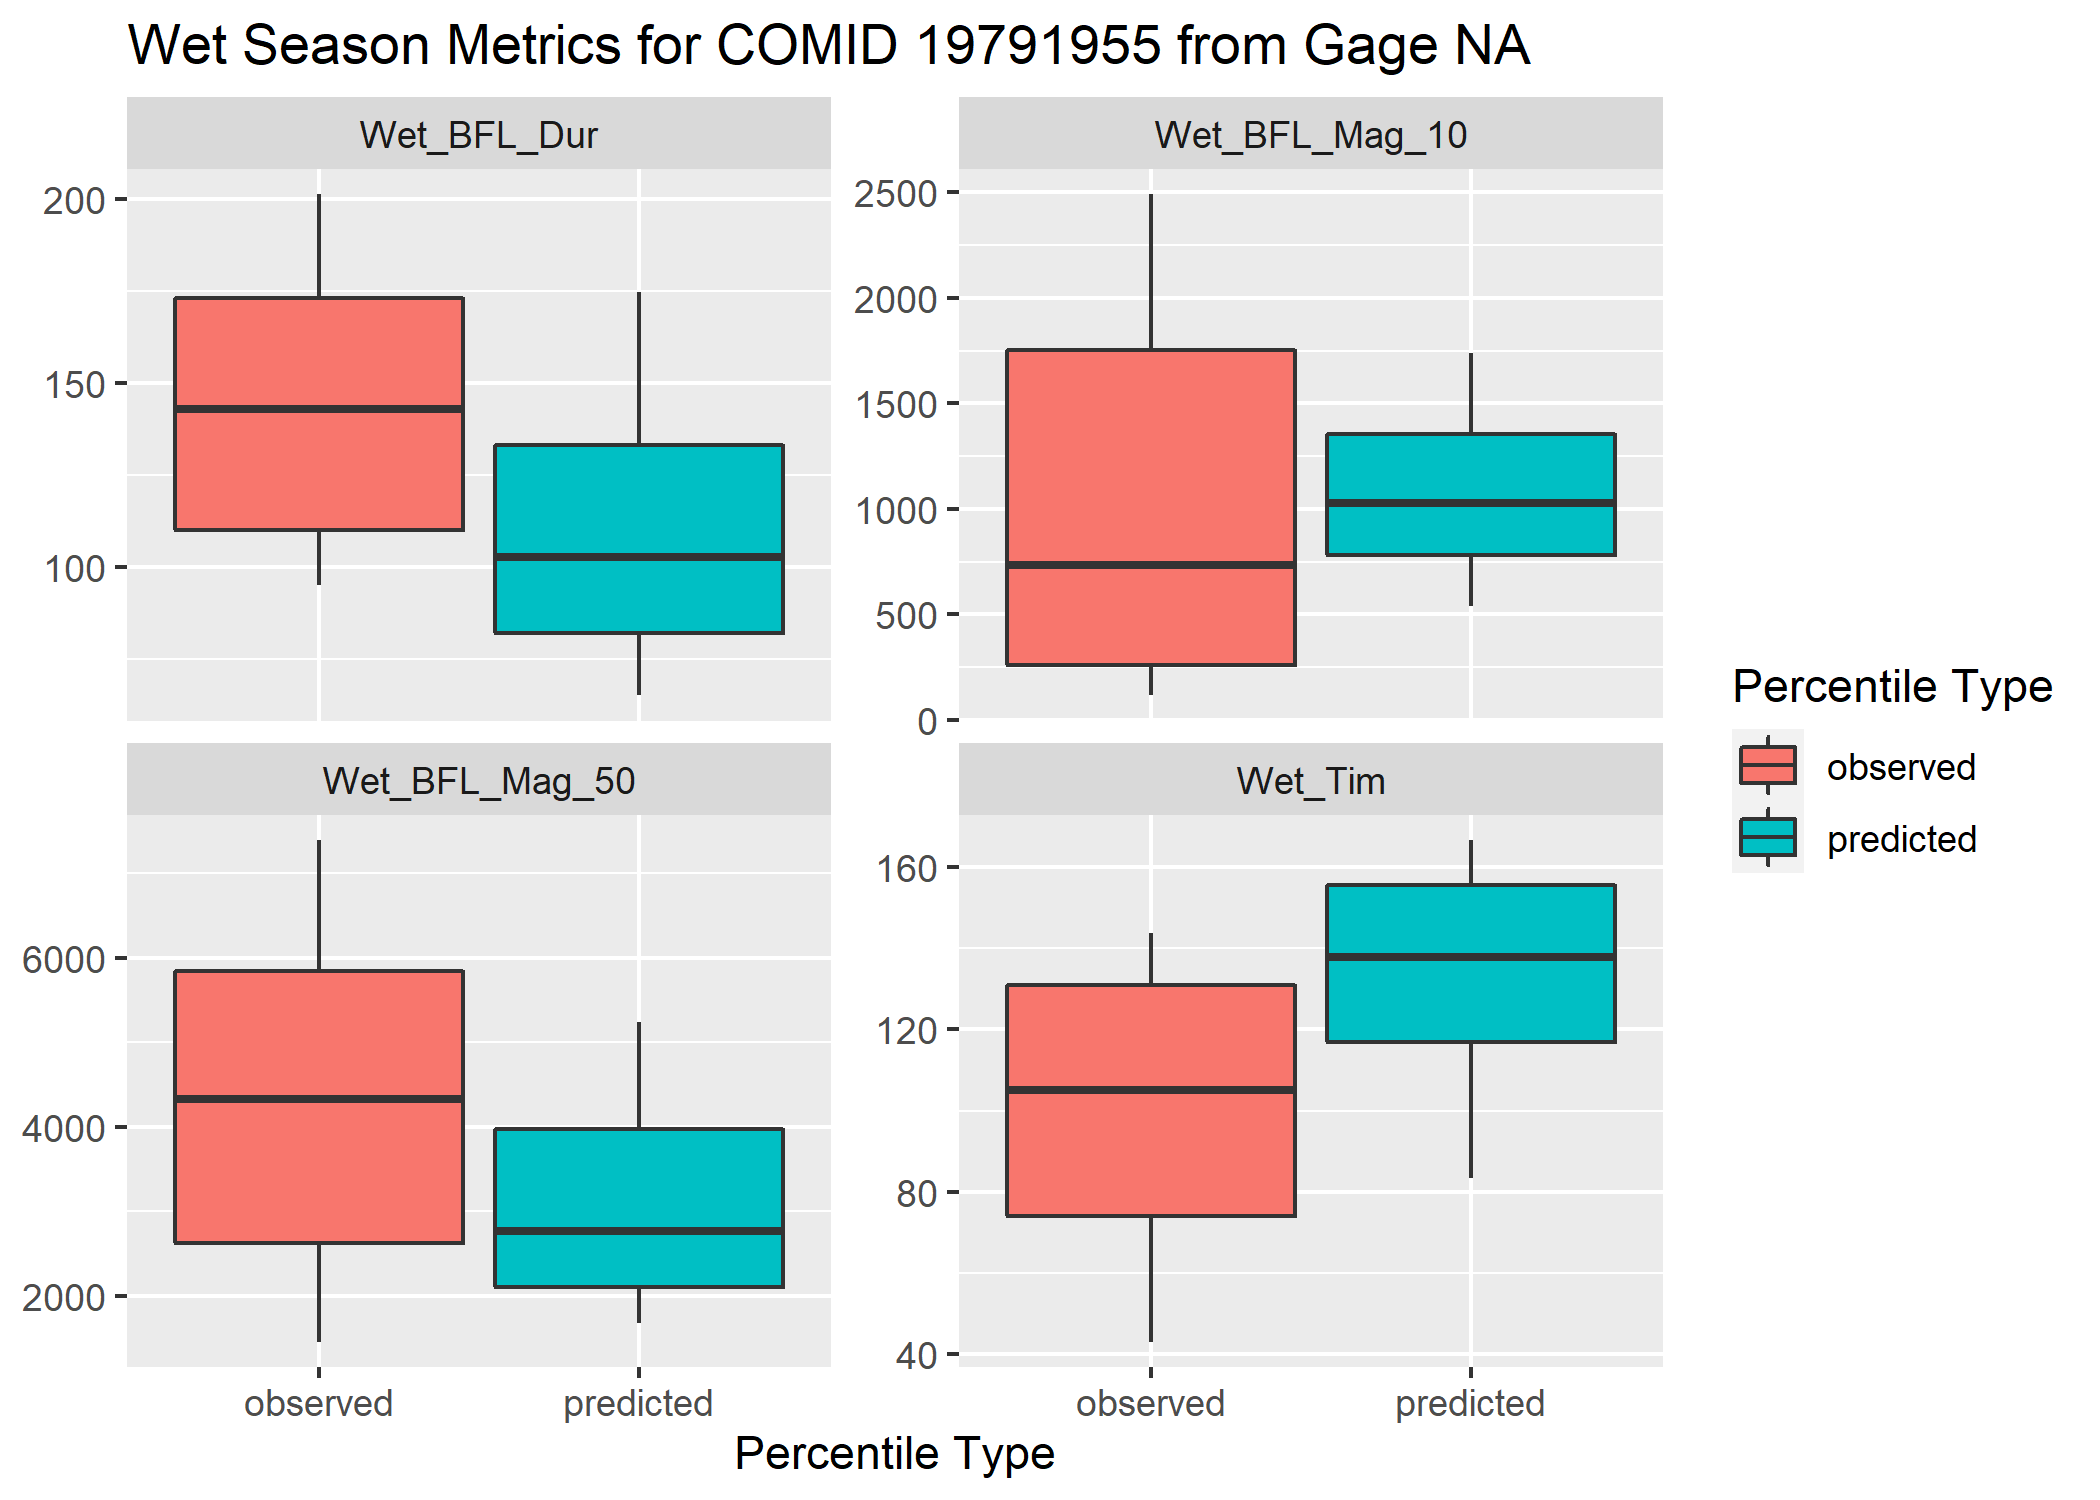 Wet Season Metrics for COMID 19791955 from Gage NA
Wet_BFL_Dur
200
150
100
Wet_BFL_Mag_10
2500
2000
1500
1000
500
0
Wet_BFL_Mag_50
6000
4000
2000
Wet_Tim
160
120
80
40
observed
predicted
observed
predicted
Percentile Type
Percentile Type
observed
predicted